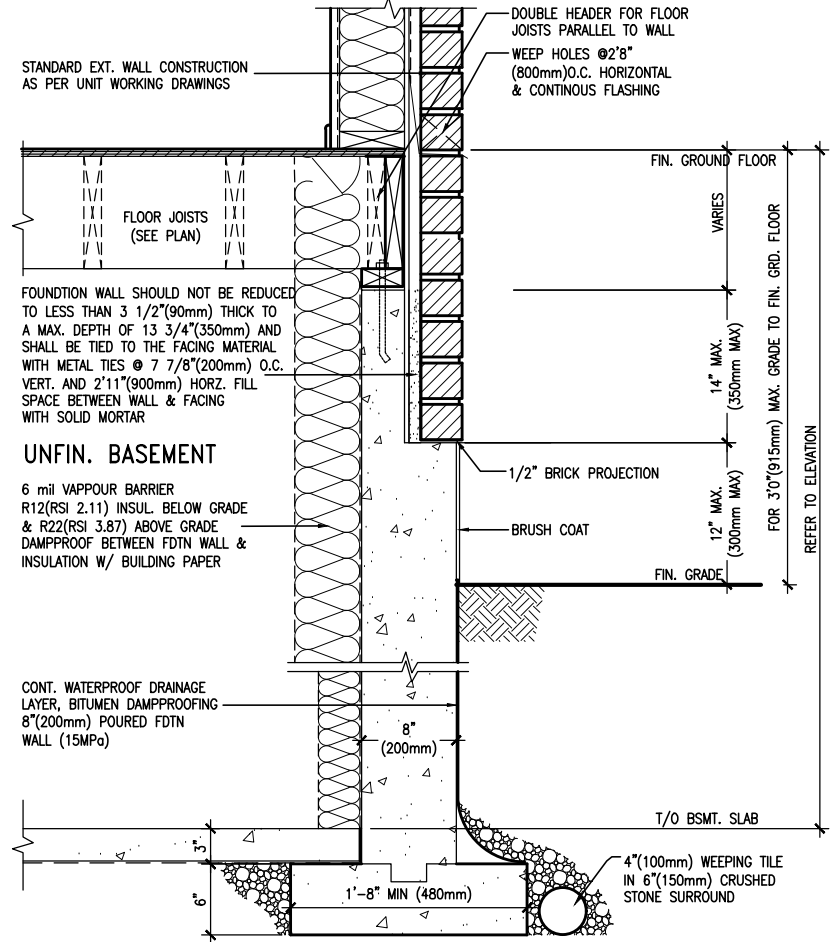 DOUBLE HEADER FOR FLOOR
JOISTS PARALLEL TO WALL
WEEP HOLES @2'8"
(800mm)O.C. HORIZONTAL
& CONTINOUS FLASHING
STANDARD EXT. WALL CONSTRUCTION
AS PER UNIT WORKING DRAWINGS
FIN. GROUND FLOOR
FLOOR JOISTS
(SEE PLAN)
VARIES
FOUNDTION WALL SHOULD NOT BE REDUCED
TO LESS THAN 3 1/2"(90mm) THICK TO
A MAX. DEPTH OF 13 3/4"(350mm) AND
SHALL BE TIED TO THE FACING MATERIAL
WITH METAL TIES @ 7 7/8"(200mm) O.C.
VERT. AND 2'11"(900mm) HORZ. FILL
SPACE BETWEEN WALL & FACING
WITH SOLID MORTAR
14" MAX.
(350mm MAX)
FOR 3'0"(915mm) MAX. GRADE TO FIN. GRD. FLOOR
REFER TO ELEVATION
UNFIN. BASEMENT
6 mil VAPPOUR BARRIER
R12(RSI 2.11) INSUL. BELOW GRADE
& R22(RSI 3.87) ABOVE GRADE
DAMPPROOF BETWEEN FDTN WALL &
INSULATION W/ BUILDING PAPER
1/2" BRICK PROJECTION
BRUSH COAT
12" MAX.
(300mm MAX)
FIN. GRADE
CONT. WATERPROOF DRAINAGE
LAYER, BITUMEN DAMPPROOFING
8"(200mm) POURED FDTN
WALL (15MPa)
8"
(200mm)
T/O BSMT. SLAB
3"
6"
1'-8" MIN (480mm)
4"(100mm) WEEPING TILE
IN 6"(150mm) CRUSHED
STONE SURROUND